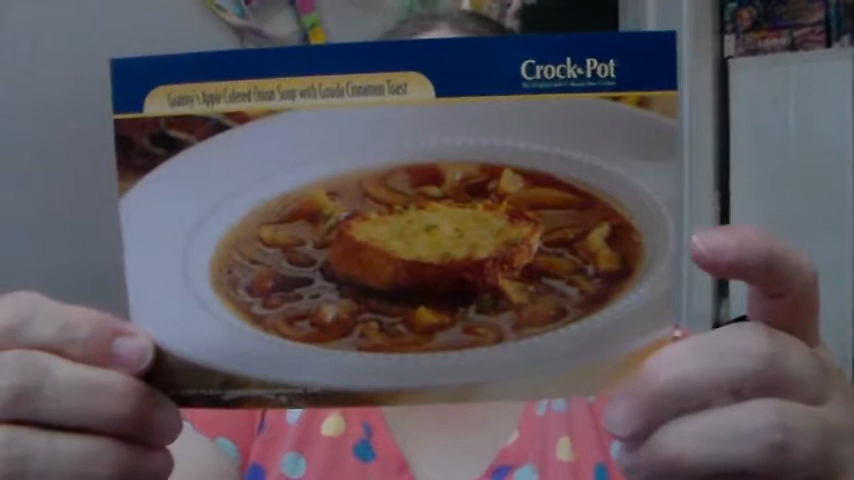 Granny's Apple Cidered Onion Soup with Gouda Cinnamon Toast
Crock•Pot